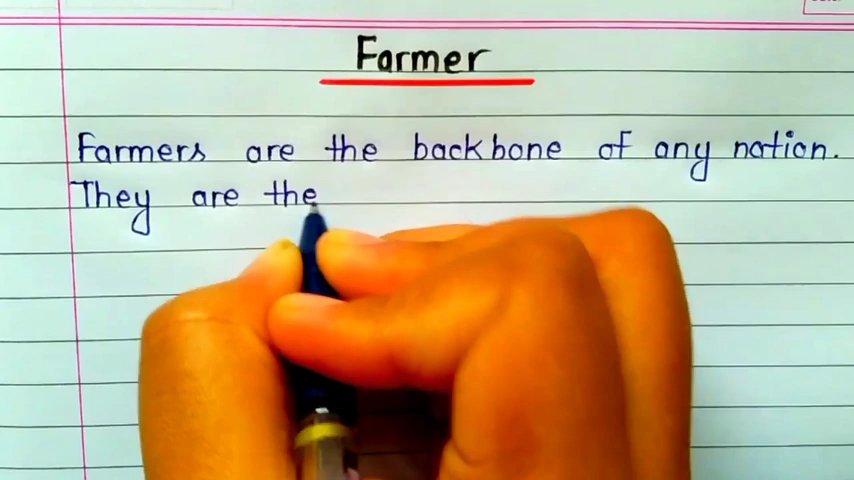 Farmer
Farmers are the backbone of any nation.
They are the